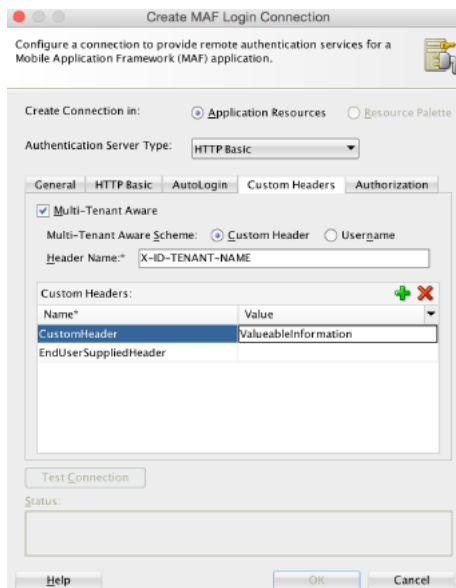 Create MAF Login Connection
Configure a connection to provide remote authentication services for a
Mobile Application Framework (MAF) application.
Create Connection in: Application Resources Resource Palette
Authentication Server Type: HTTP Basic
General HTTP Basic AutoLogin Custom Headers Authorization
Multi-Tenant Aware
Multi-Tenant Aware Scheme: Custom Header Username
Header Name:* X-ID-TENANT-NAME
Custom Headers:
Name* Value
CustomHeader ValueableInformation
EndUserSuppliedHeader
Test Connection
Status:
Help OK Cancel